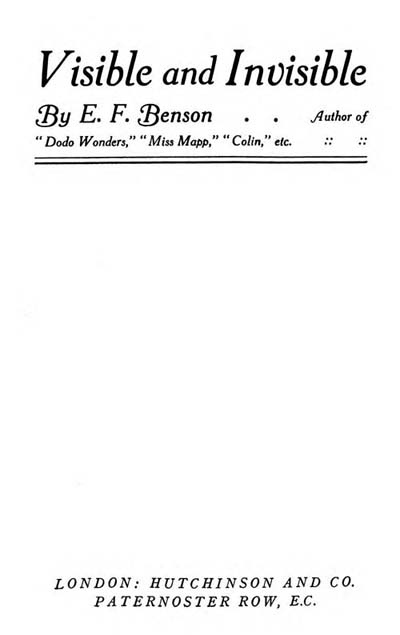 Visible and Invisible
By E. F. Benson . . Author of
“Dodo Wonders,” “Miss Mapp,” “Colin,” etc. :: ::
LONDON: HUTCHINSON AND CO.
PATERNOSTER ROW, E.C.